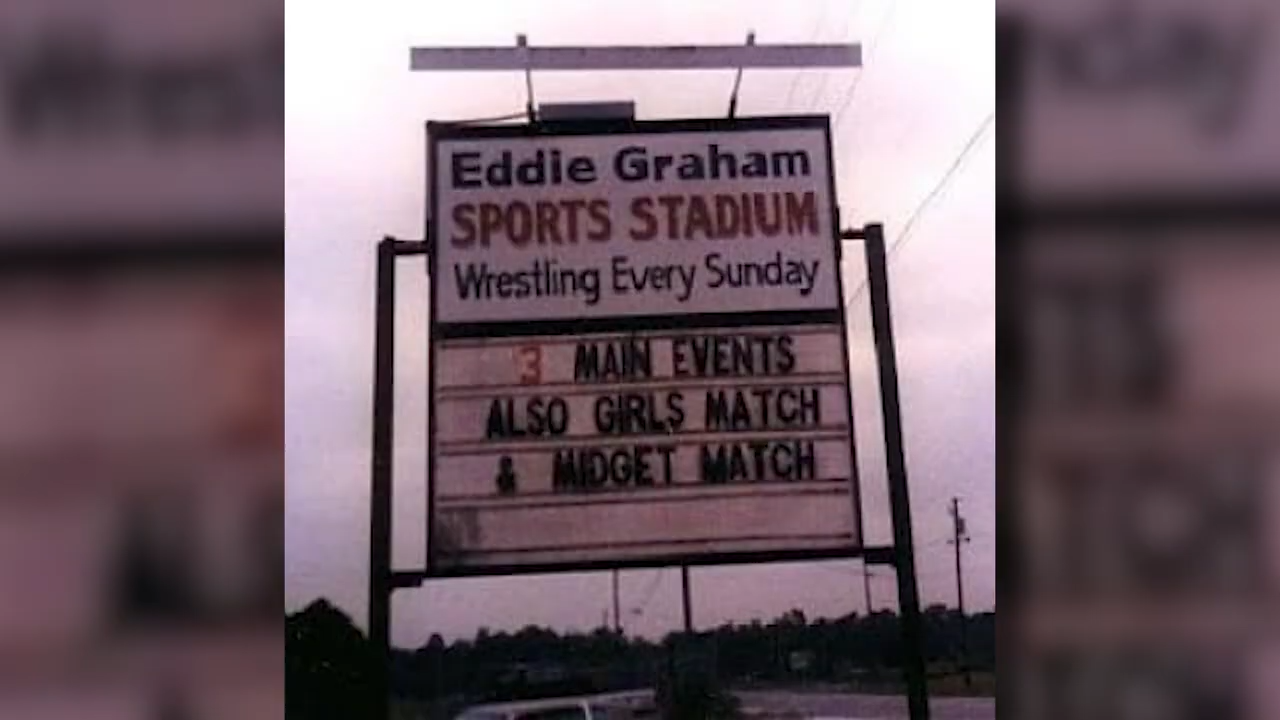 Eddie Graham
SPORTS STADIUM
Wrestling Every Sunday
3 MAIN EVENTS
ALSO GIRLS MATCH
& MIDGET MATCH